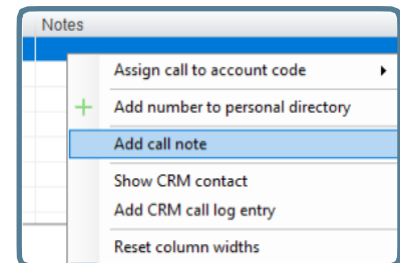 Notes
Assign call to account code
Add number to personal directory
Add call note
Show CRM contact
Add CRM call log entry
Reset column widths